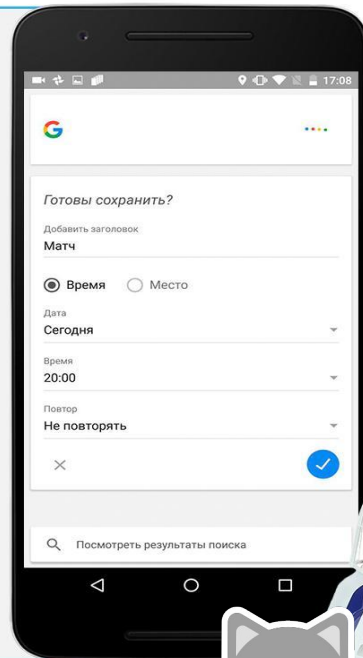 17:08
G
Готовы сохранить?
Добавить заголовок
Матч
Время Место
Дата
Сегодня
Время
20:00
Повтор
Не повторять
Посмотреть результаты поиска